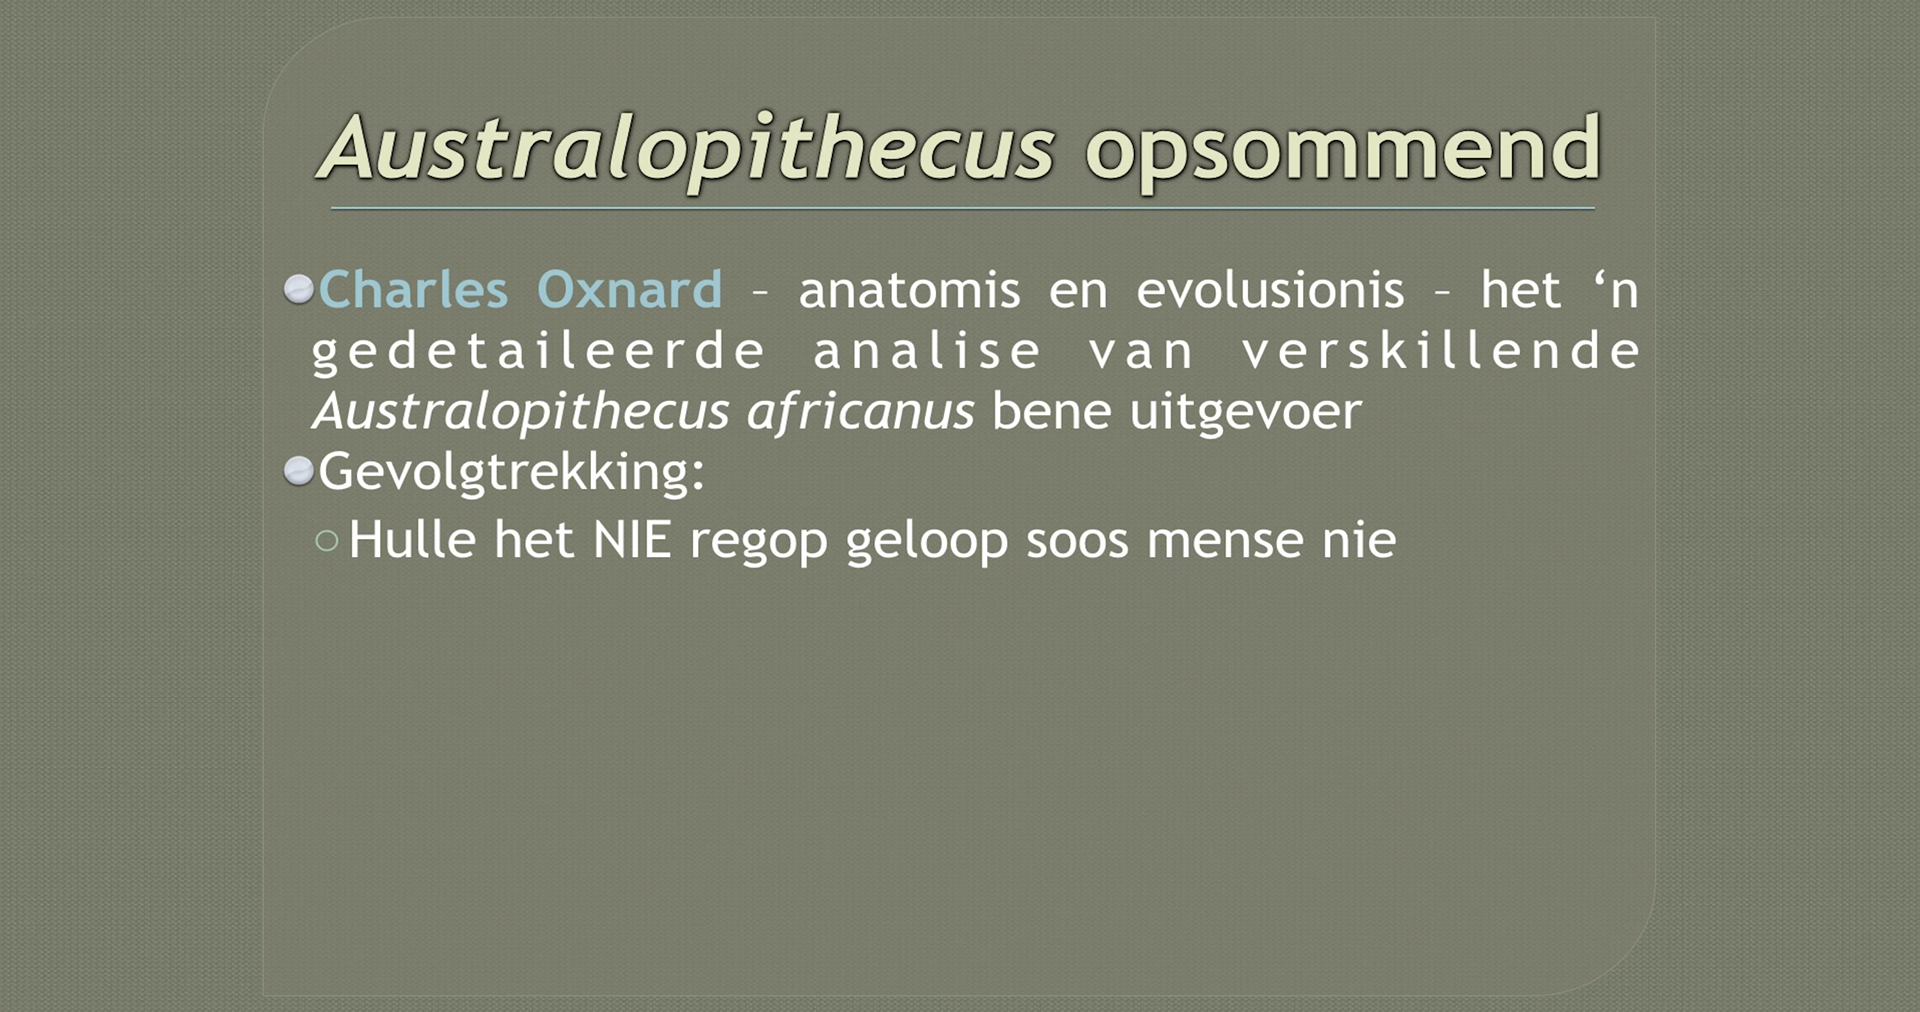 Australopithecus opsommend
Charles Oxnard – anatomis en evolusionis – het ‘n
gedetaileerde analise van verskillende
Australopithecus africanus bene uitgevoer
Gevolgtrekking:
Hulle het NIE regop geloop soos mense nie